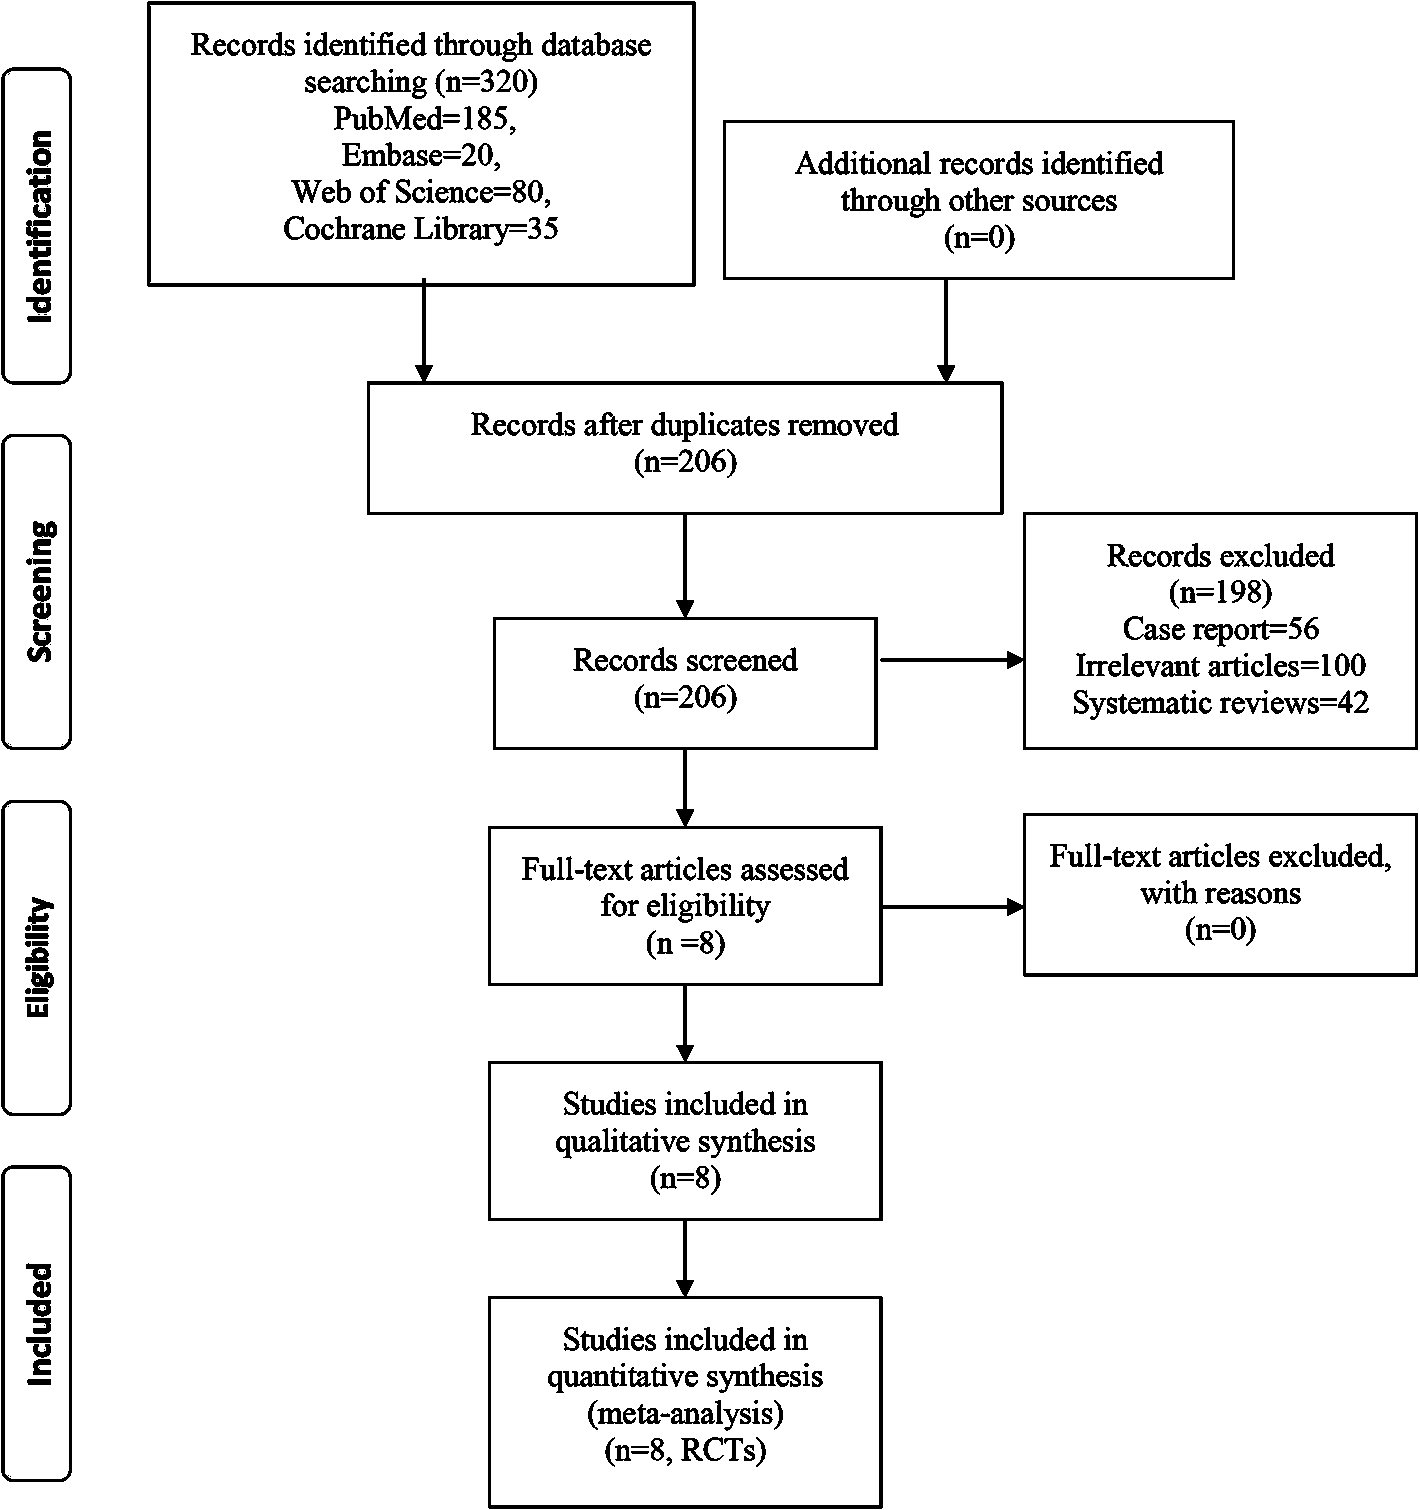 Identification
Records identified through database
searching (n=320)
PubMed=185,
Embase=20,
Web of Science=80,
Cochrane Library=35
Additional records identified
through other sources
(n=0)
Records after duplicates removed
(n=206)
Screening
Records screened
(n=206)
Records excluded
(n=198)
Case report=56
Irrelevant articles=100
Systematic reviews=42
Eligibility
Full-text articles assessed
for eligibility
(n =8)
Full-text articles excluded,
with reasons
(n=0)
Studies included in
qualitative synthesis
(n=8)
Included
Studies included in
quantitative synthesis
(meta-analysis)
(n=8, RCTs)